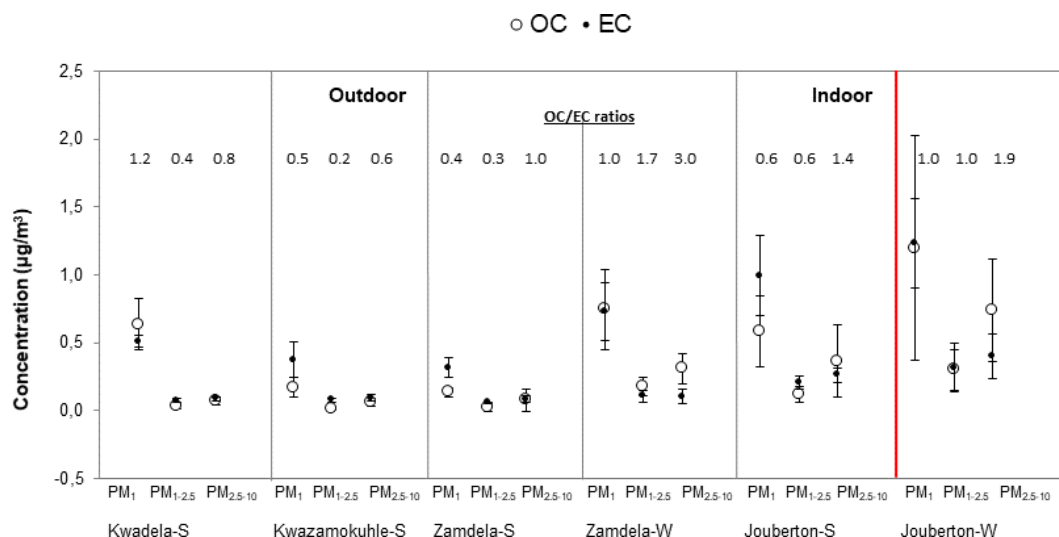 OC EC
2,5
Outdoor Indoor
OC/EC ratios
2,0
1.2 0.4 0.8 0.5 0.2 0.6 0.4 0.3 1.0 1.0 1.7 3.0 0.6 0.6 1.4 1.0 1.0 1.9
1,5
1,0
0,5
0,0
-0,5
Concentration (µg/m³)
PM₁ PM₁₋₂.₅ PM₂.₅₋₁₀ PM₁ PM₁₋₂.₅ PM₂.₅₋₁₀ PM₁ PM₁₋₂.₅ PM₂.₅₋₁₀ PM₁ PM₁₋₂.₅ PM₂.₅₋₁₀ PM₁ PM₁₋₂.₅ PM₂.₅₋₁₀ PM₁ PM₁₋₂.₅ PM₂.₅₋₁₀
Kwadela-S Kwazamokuhle-S Zamdela-S Zamdela-W Jouberton-S Jouberton-W